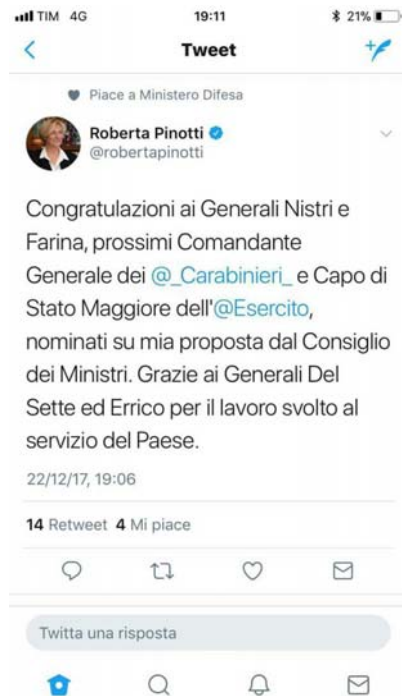 TIM 4G 19:11 21%
Tweet
Piace a Ministero Difesa
Roberta Pinotti
@robertapinotti
Congratulazioni ai Generali Nistri e
Farina, prossimi Comandante
Generale dei @_Carabinieri_ e Capo di
Stato Maggiore dell'@Esercito,
nominati su mia proposta dal Consiglio
dei Ministri. Grazie ai Generali Del
Sette ed Errico per il lavoro svolto al
servizio del Paese.
22/12/17, 19:06
14 Retweet 4 Mi piace
Twitta una risposta